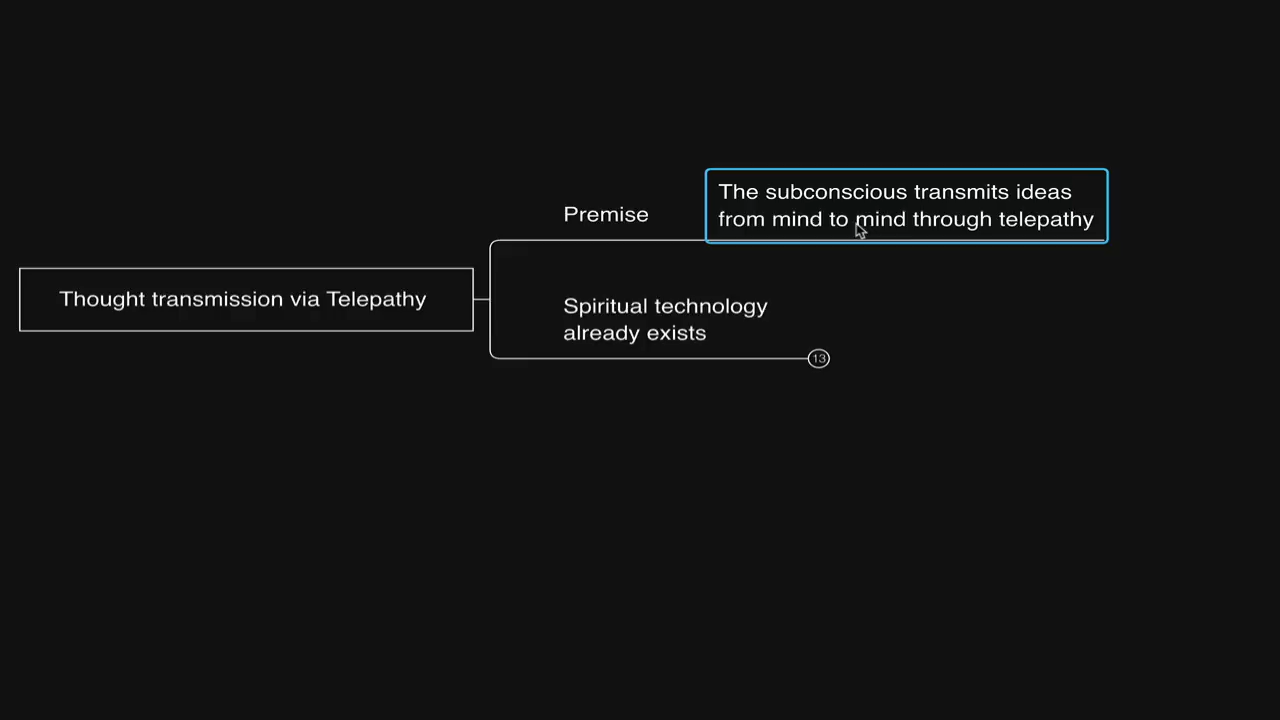 The subconscious transmits ideas
from mind to mind through telepathy
Premise
Thought transmission via Telepathy
Spiritual technology
already exists
13